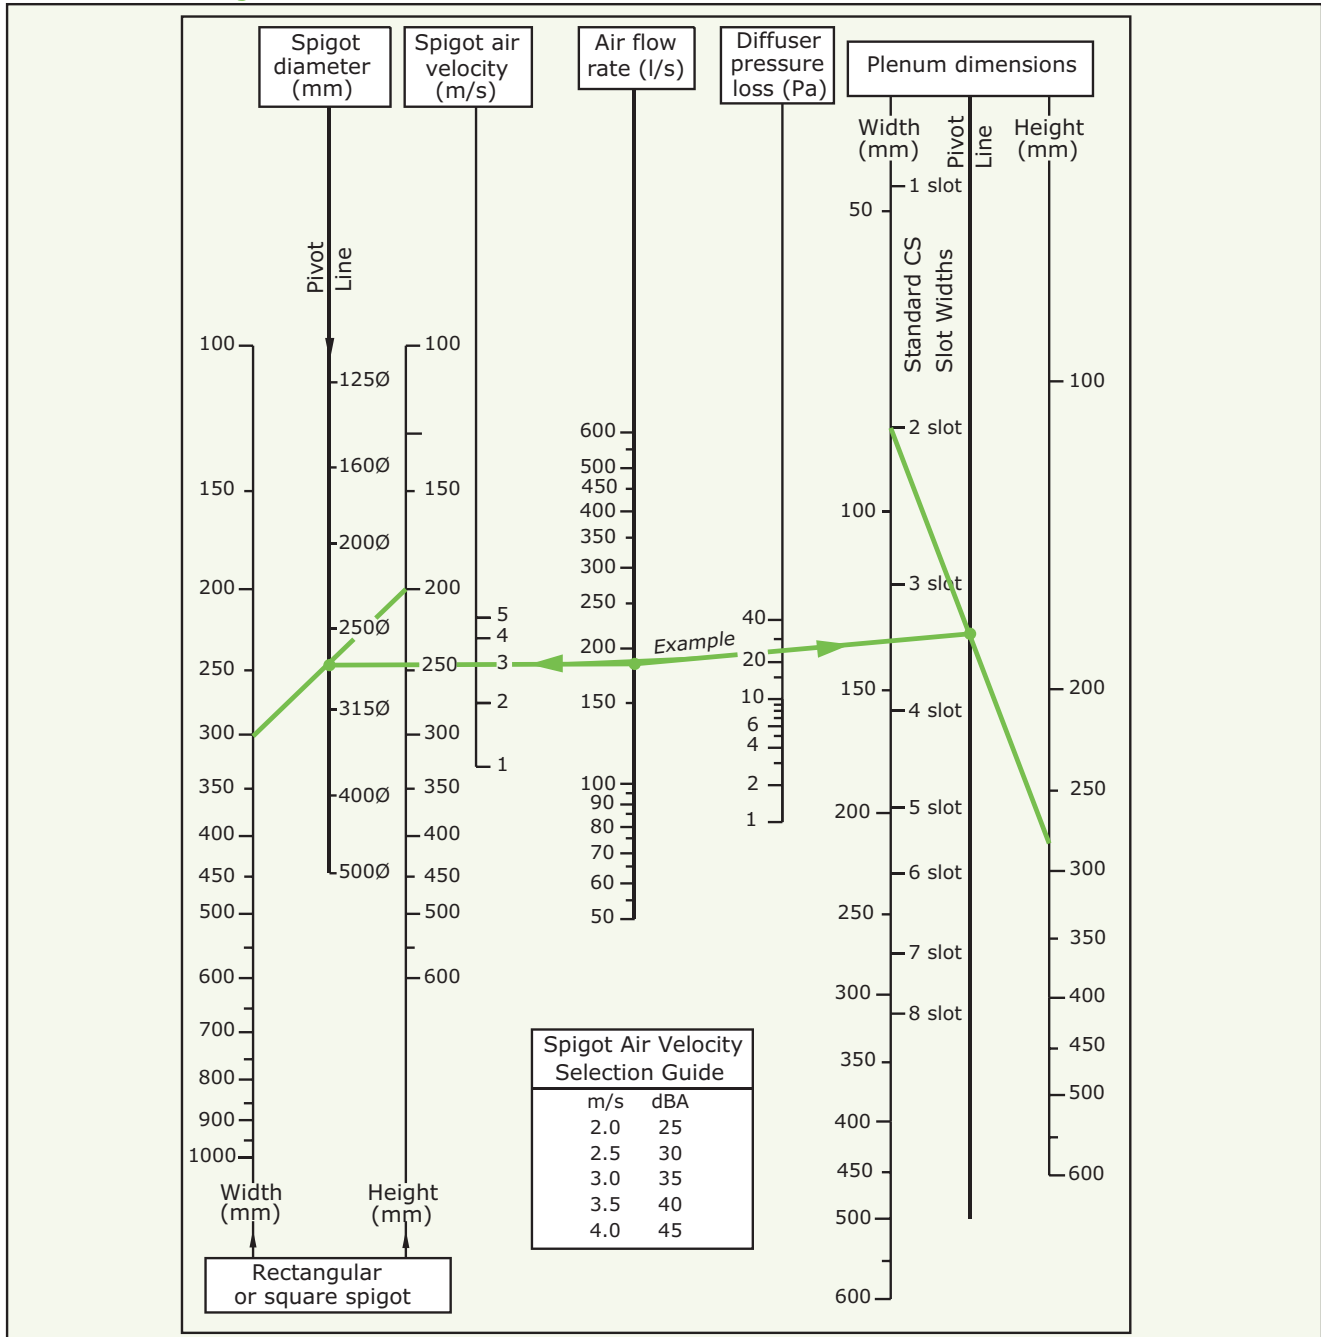 Spigot
diameter
(mm)
Spigot air
velocity
(m/s)
Air flow
rate (l/s)
Diffuser
pressure
loss (Pa)
Plenum dimensions
Width
(mm)
Pivot
Line
Height
(mm)
Pivot
Line
Standard CS
Slot Widths
100
150
200
250
300
350
400
450
500
600
700
800
900
1000
Width
(mm)
125Ø
160Ø
200Ø
250Ø
315Ø
400Ø
500Ø
100
150
200
250
300
350
400
450
500
600
Height
(mm)
Rectangular
or square spigot
5
4
3
2
1
600
500
450
400
350
300
250
200
150
100
90
80
70
60
50
Example
40
20
10
6
4
2
1
50
100
150
200
250
300
350
400
450
500
600
1 slot
2 slot
3 slot
4 slot
5 slot
6 slot
7 slot
8 slot
100
200
250
300
350
400
450
500
600
Spigot Air Velocity
Selection Guide
m/s dBA
2.0 25
2.5 30
3.0 35
3.5 40
4.0 45